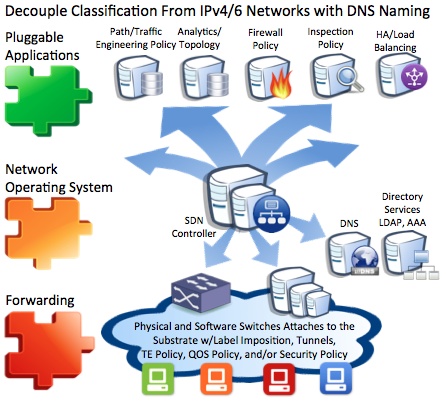 Decouple Classification From IPv4/6 Networks with DNS Naming
Pluggable
Applications
Path/Traffic
Engineering Policy
Analytics/
Topology
Firewall
Policy
Inspection
Policy
HA/Load
Balancing
Network
Operating System
SDN
Controller
DNS
Directory
Services
LDAP, AAA
DNS
Forwarding
Physical and Software Switches Attaches to the
Substrate w/Label Imposition, Tunnels,
TE Policy, QOS Policy, and/or Security Policy